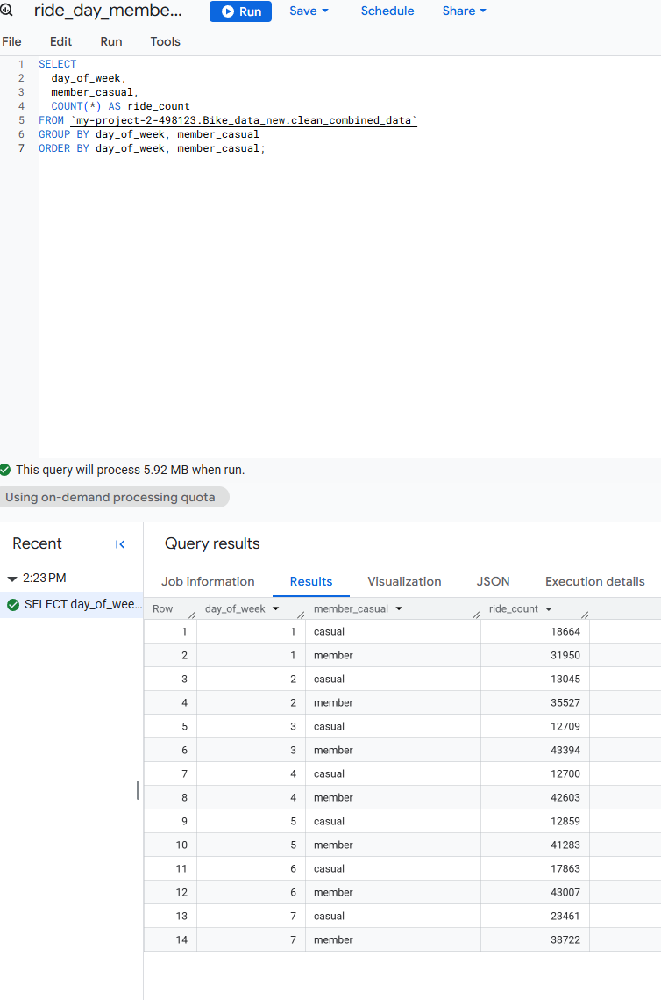 ride_day_membe... Run Save Schedule Share
File Edit Run Tools
1 SELECT
2 day_of_week,
3 member_casual,
4 COUNT(*) AS ride_count
5 FROM `my-project-2-498123.Bike_data_new.clean_combined_data`
6 GROUP BY day_of_week, member_casual
7 ORDER BY day_of_week, member_casual;
This query will process 5.92 MB when run.
Using on-demand processing quota
Recent
2:23 PM
SELECT day_of_wee...
Query results
Job information Results Visualization JSON Execution details
Row day_of_week member_casual ride_count
1 1 casual 18664
2 1 member 31950
3 2 casual 13045
4 2 member 35527
5 3 casual 12709
6 3 member 43394
7 4 casual 12700
8 4 member 42603
9 5 casual 12859
10 5 member 41283
11 6 casual 17863
12 6 member 43007
13 7 casual 23461
14 7 member 38722